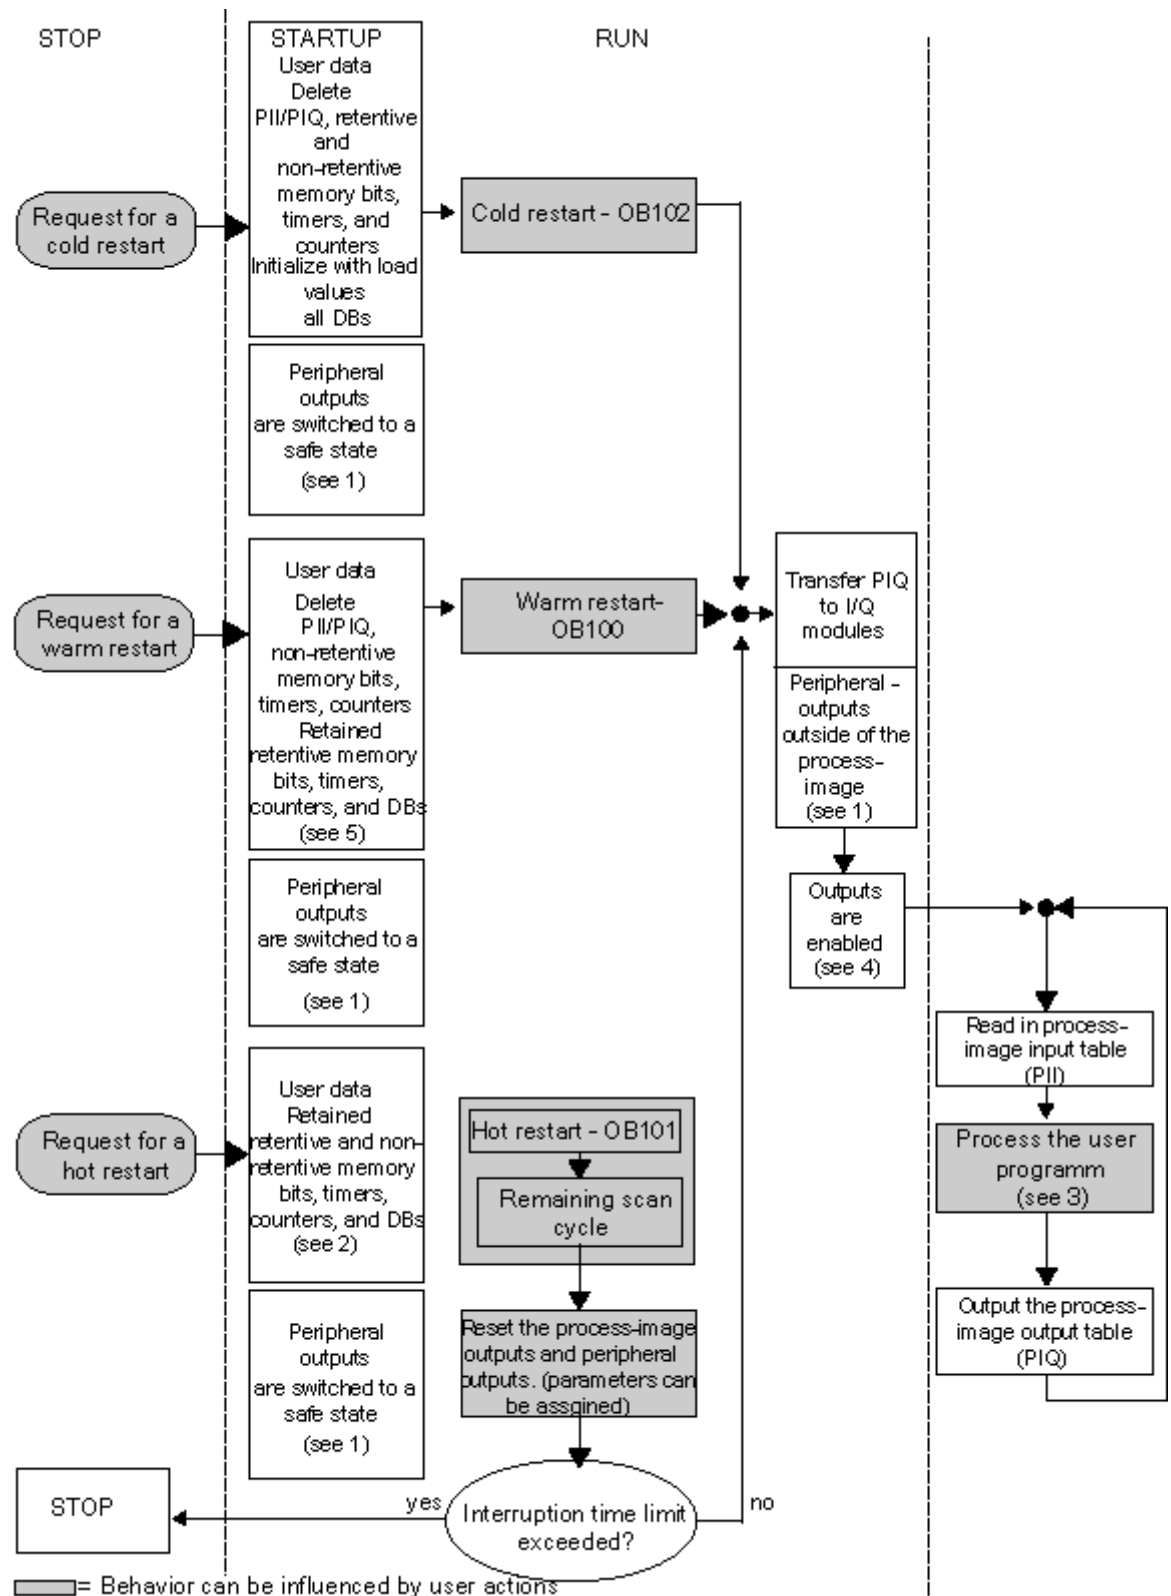 STOP
STARTUP
RUN
Request for a
cold restart
User data
Delete
PII/PIQ, retentive
and
non-retentive
memory bits,
timers, and
counters
Initialize with load
values
all DBs
Cold restart - OB102
Peripheral
outputs
are switched to a
safe state
(see 1)
Request for a
warm restart
User data
Delete
PII/PIQ,
non-retentive
memory bits,
timers, counters
Retained
retentive memory
bits, timers,
counters, and DBs
(see 5)
Warm restart-
OB100
Transfer PIQ
to I/Q
modules
Peripheral -
outputs
outside of the
process-
image
(see 1)
Peripheral
outputs
are switched to a
safe state
(see 1)
Outputs
are
enabled
(see 4)
Read in process-
image input table
(PII)
Process the user
programm
(see 3)
Output the process-
image output table
(PIQ)
Request for a
hot restart
User data
Retained
retentive and non-
retentive memory
bits, timers,
counters, and DBs
(see 2)
Hot restart - OB101
Remaining scan
cycle
Reset the process-image
outputs and peripheral
outputs. (parameters can
be assgined)
Peripheral
outputs
are switched to a
safe state
(see 1)
STOP
yes
Interruption time limit
exceeded?
no
= Behavior can be influenced by user actions